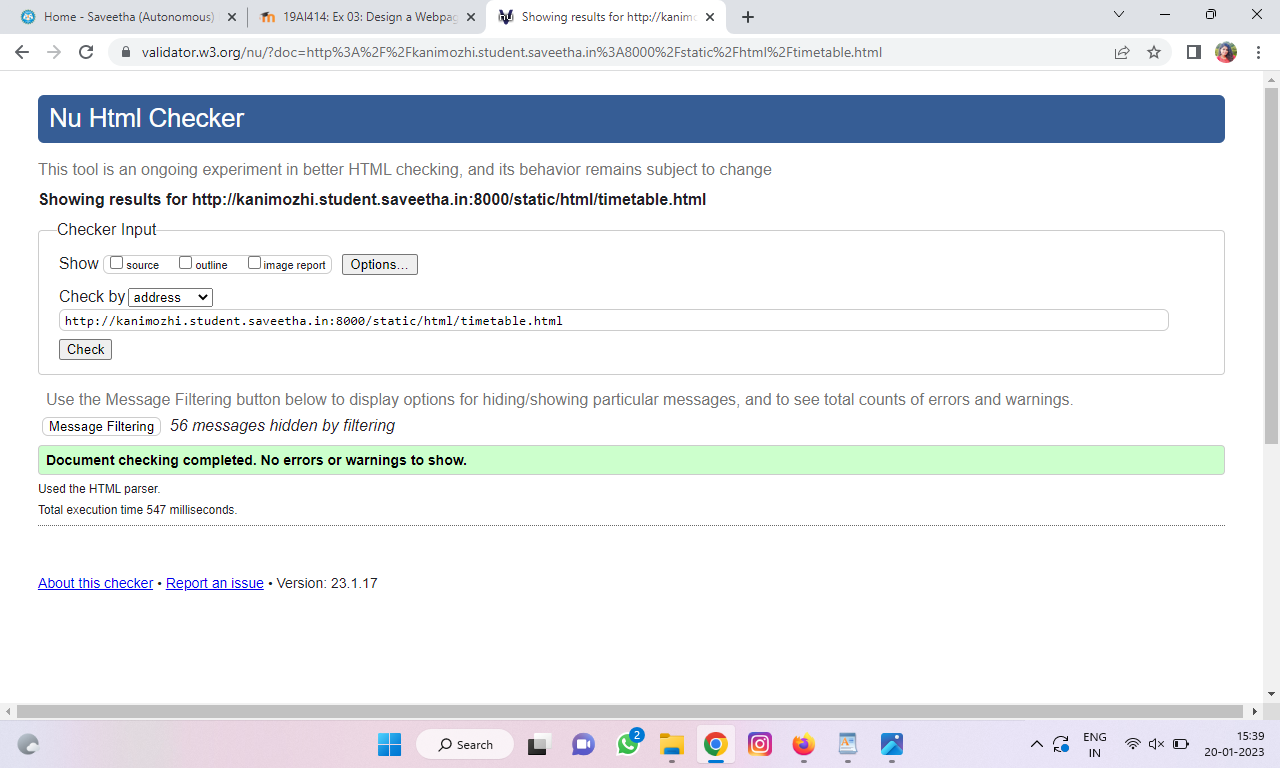 Home - Saveetha (Autonomous)
19AI414: Ex 03: Design a Webpag
Showing results for http://kanimo
validator.w3.org/nu/?doc=http%3A%2F%2Fkanimozhi.student.saveetha.in%3A8000%2Fstatic%2Fhtml%2Ftimetable.html
Nu Html Checker
This tool is an ongoing experiment in better HTML checking, and its behavior remains subject to change
Showing results for http://kanimozhi.student.saveetha.in:8000/static/html/timetable.html
Checker Input
Show source outline image report Options...
Check by address
http://kanimozhi.student.saveetha.in:8000/static/html/timetable.html
Check
Use the Message Filtering button below to display options for hiding/showing particular messages, and to see total counts of errors and warnings.
Message Filtering 56 messages hidden by filtering
Document checking completed. No errors or warnings to show.
Used the HTML parser.
Total execution time 547 milliseconds.
About this checker • Report an issue • Version: 23.1.17
Search
2
ENG
IN
15:39
20-01-2023